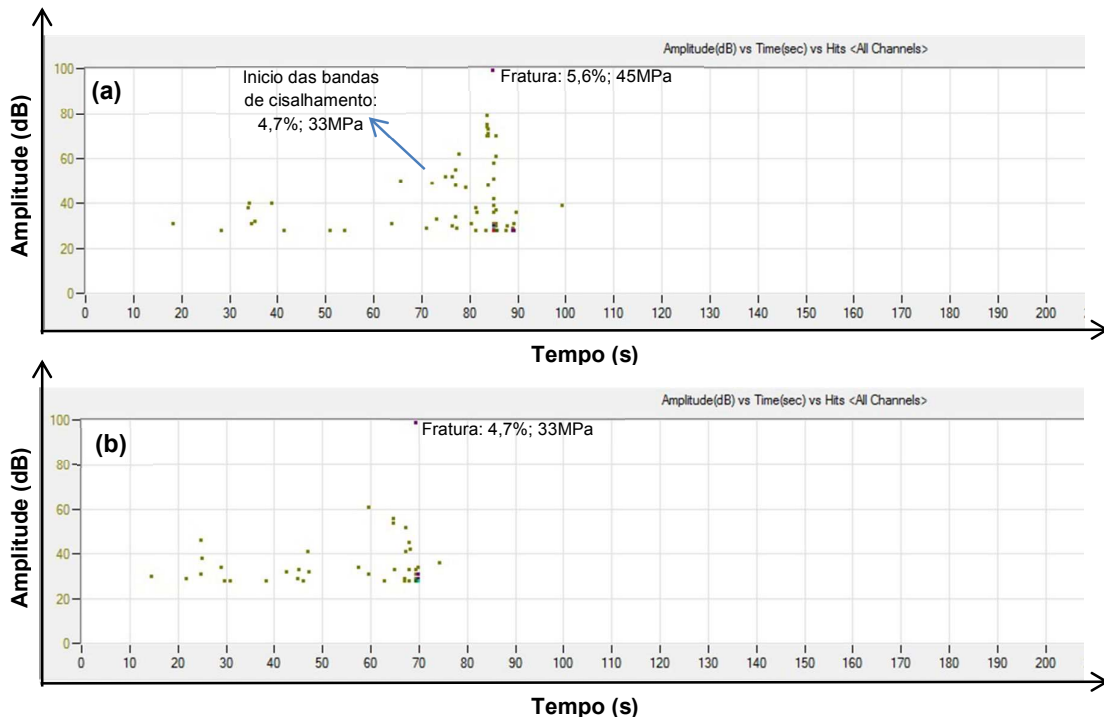 Amplitude(dB) vs Time(sec) vs Hits <All Channels>
(a)
Inicio das bandas
de cisalhamento:
4,7%; 33MPa
Fratura: 5,6%; 45MPa
Amplitude (dB)
100
80
60
40
20
0
0 10 20 30 40 50 60 70 80 90 100 110 120 130 140 150 160 170 180 190 200
Tempo (s)
Amplitude(dB) vs Time(sec) vs Hits <All Channels>
(b)
Fratura: 4,7%; 33MPa
Amplitude (dB)
100
80
60
40
20
0
0 10 20 30 40 50 60 70 80 90 100 110 120 130 140 150 160 170 180 190 200
Tempo (s)